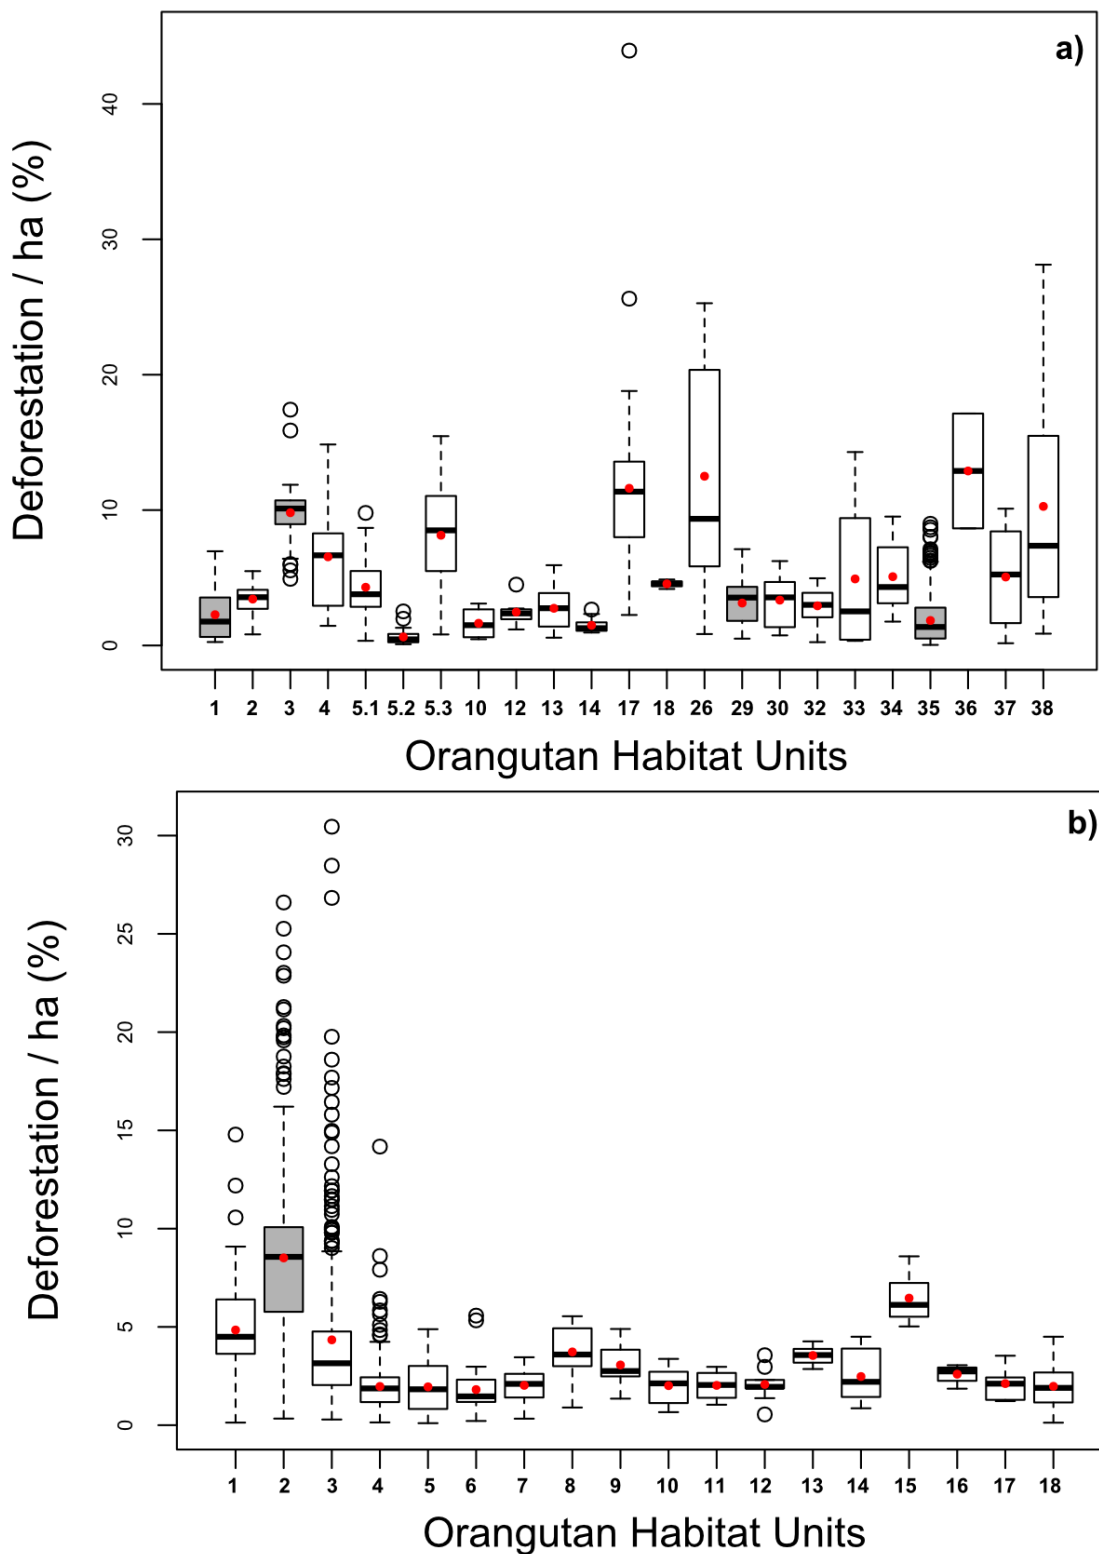 a)
Deforestation / ha (%)
40
30
20
10
0
1 2 3 4 5.1 5.2 5.3 10 12 13 14 17 18 26 29 30 32 33 34 35 36 37 38
Orangutan Habitat Units
b)
Deforestation / ha (%)
30
25
20
15
10
5
0
1 2 3 4 5 6 7 8 9 10 11 12 13 14 15 16 17 18
Orangutan Habitat Units